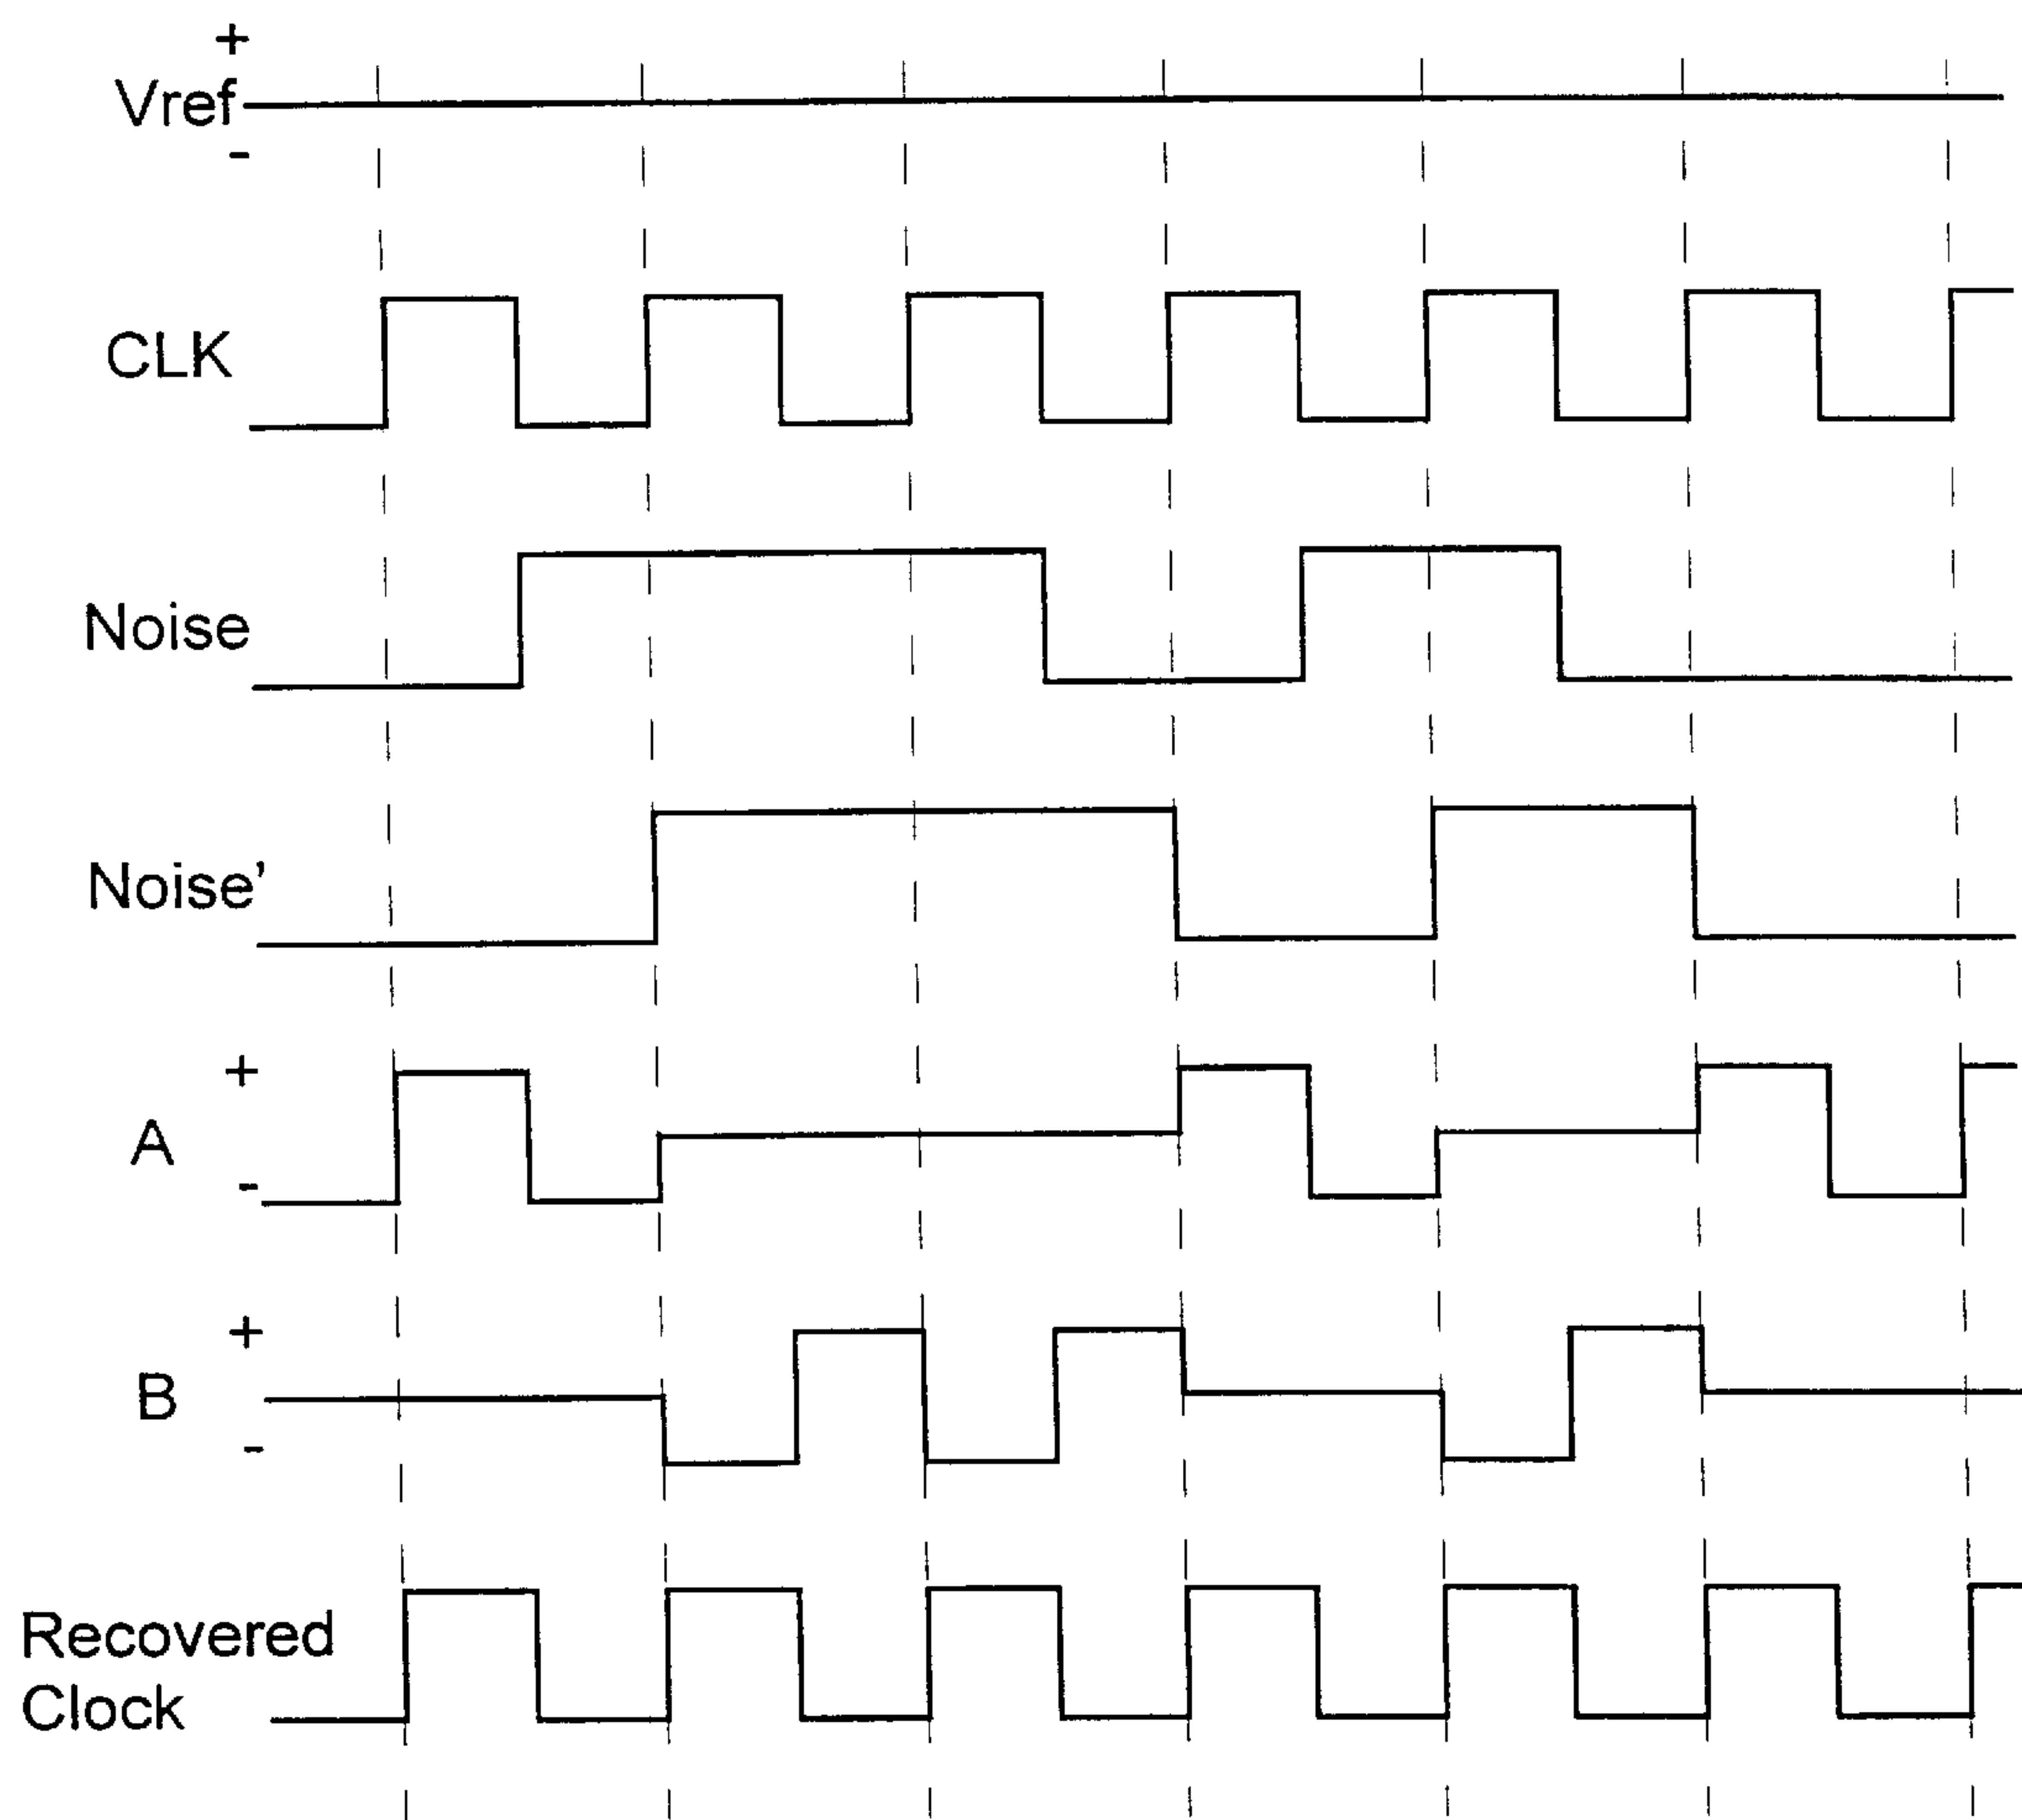 +
Vref
-
CLK
Noise
Noise’
+
A
-
+
B
-
Recovered
Clock